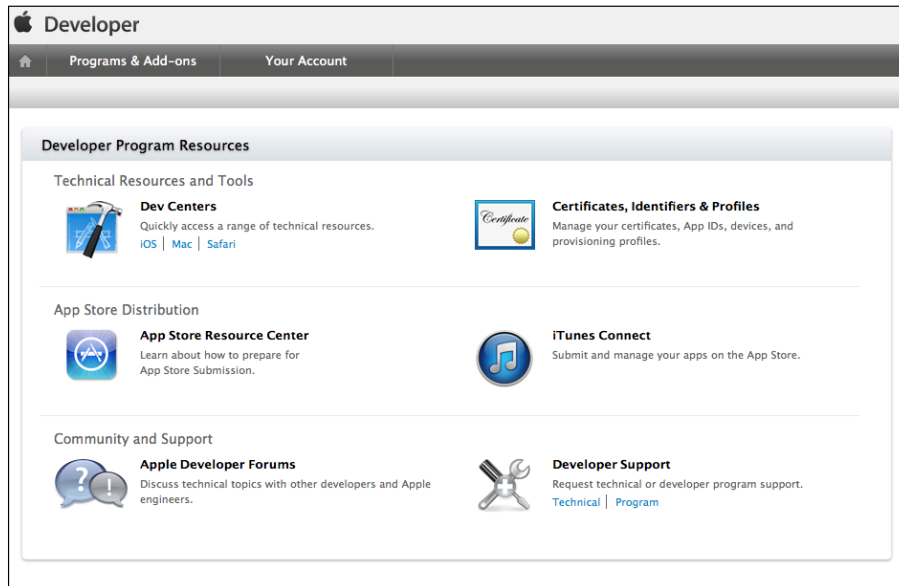 Developer
Programs & Add-ons
Your Account
Developer Program Resources
Technical Resources and Tools
Dev Centers
Quickly access a range of technical resources.
iOS | Mac | Safari
Certificate
Certificates, Identifiers & Profiles
Manage your certificates, App IDs, devices, and
provisioning profiles.
App Store Distribution
App Store Resource Center
Learn about how to prepare for
App Store Submission.
iTunes Connect
Submit and manage your apps on the App Store.
Community and Support
Apple Developer Forums
Discuss technical topics with other developers and Apple
engineers.
Developer Support
Request technical or developer program support.
Technical | Program